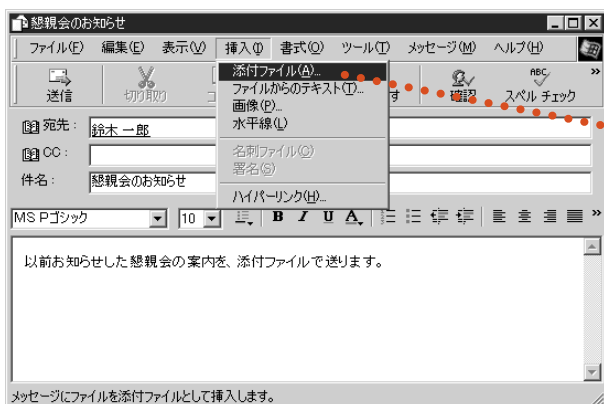 懇親会のお知らせ
ファイル(F) 編集(E) 表示(V) 挿入(I) 書式(O) ツール(T) メッセージ(M) ヘルプ(H)
送信 切り取り コ す 確認 スペル チェック »
添付ファイル(A)...
ファイルからのテキスト(T)...
画像(P)...
水平線(L)
名刺ファイル(C)
署名(S)
ハイパーリンク(H)...
宛先: 鈴木 一郎
CC:
件名: 懇親会のお知らせ
MS Pゴシック 10 B I U A »
以前お知らせした懇親会の案内を、添付ファイルで送ります。
メッセージにファイルを添付ファイルとして挿入します。